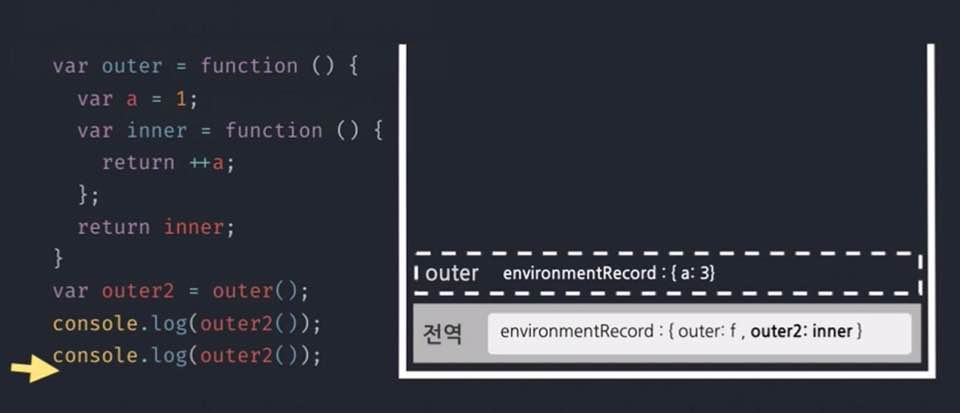 var outer = function () {
var a = 1;
var inner = function () {
return ++a;
};
return inner;
}
var outer2 = outer();
console.log(outer2());
console.log(outer2());
outer environmentRecord : { a: 3}
전역 environmentRecord : { outer: f , outer2: inner }